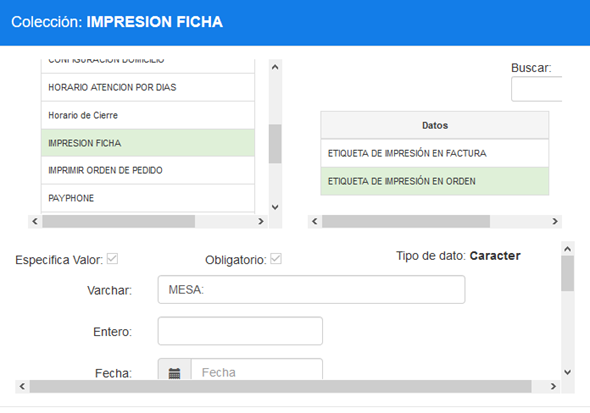 Colección: IMPRESION FICHA
CONFIGURACION DOMICILIO
HORARIO ATENCION POR DIAS
Horario de Cierre
IMPRESION FICHA
IMPRIMIR ORDEN DE PEDIDO
PAYPHONE
Buscar:
Datos
ETIQUETA DE IMPRESIÓN EN FACTURA
ETIQUETA DE IMPRESIÓN EN ORDEN
Especifica Valor:
Obligatorio:
Tipo de dato: Caracter
Varchar: MESA:
Entero:
Fecha: Fecha